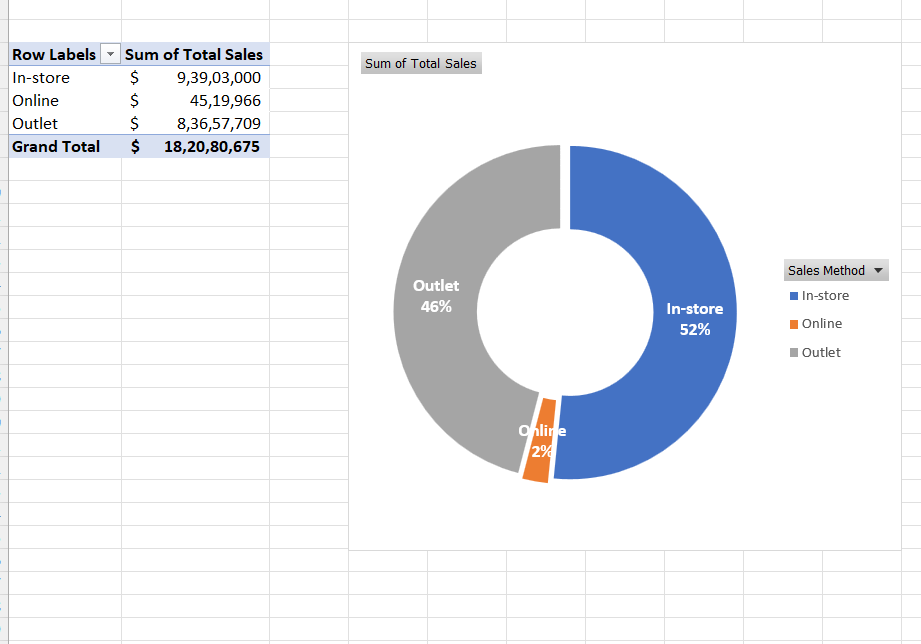 Row Labels Sum of Total Sales
In-store $ 9,39,03,000
Online $ 45,19,966
Outlet $ 8,36,57,709
Grand Total $ 18,20,80,675
Sum of Total Sales
Outlet
46%
In-store
52%
Online
2%
Sales Method
In-store
Online
Outlet